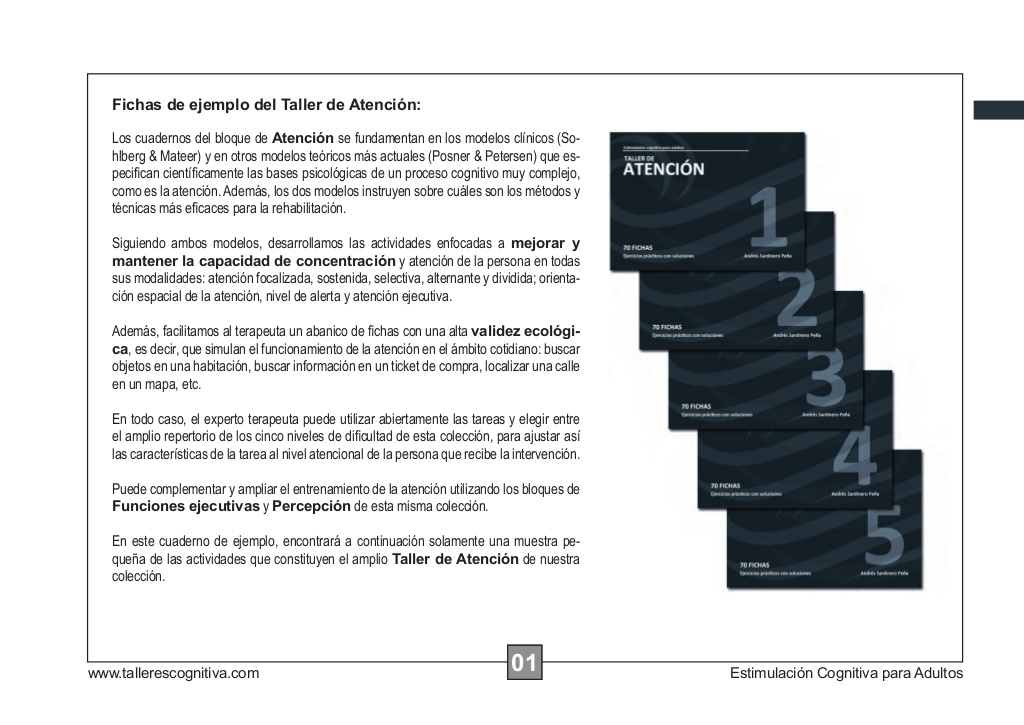 Fichas de ejemplo del Taller de Atención:
Los cuadernos del bloque de Atención se fundamentan en los modelos clínicos (So-
hlberg & Mateer) y en otros modelos teóricos más actuales (Posner & Petersen) que es-
pecifican científicamente las bases psicológicas de un proceso cognitivo muy complejo,
como es la atención. Además, los dos modelos instruyen sobre cuáles son los métodos y
técnicas más eficaces para la rehabilitación.
Siguiendo ambos modelos, desarrollamos las actividades enfocadas a mejorar y
mantener la capacidad de concentración y atención de la persona en todas
sus modalidades: atención focalizada, sostenida, selectiva, alternante y dividida; orienta-
ción espacial de la atención, nivel de alerta y atención ejecutiva.
Además, facilitamos al terapeuta un abanico de fichas con una alta validez ecológi-
ca, es decir, que simulan el funcionamiento de la atención en el ámbito cotidiano: buscar
objetos en una habitación, buscar información en un ticket de compra, localizar una calle
en un mapa, etc.
En todo caso, el experto terapeuta puede utilizar abiertamente las tareas y elegir entre
el amplio repertorio de los cinco niveles de dificultad de esta colección, para ajustar así
las características de la tarea al nivel atencional de la persona que recibe la intervención.
Puede complementar y ampliar el entrenamiento de la atención utilizando los bloques de
Funciones ejecutivas y Percepción de esta misma colección.
En este cuaderno de ejemplo, encontrará a continuación solamente una muestra pe-
queña de las actividades que constituyen el amplio Taller de Atención de nuestra
colección.
Estimulación cognitiva para adultos
TALLER DE
ATENCIÓN
1
70 FICHAS
Ejercicios prácticos con soluciones
Andrés Sardinero Peña
2
70 FICHAS
Ejercicios prácticos con soluciones
Andrés Sardinero Peña
3
70 FICHAS
Ejercicios prácticos con soluciones
Andrés Sardinero Peña
4
70 FICHAS
Ejercicios prácticos con soluciones
Andrés Sardinero Peña
5
70 FICHAS
Ejercicios prácticos con soluciones
Andrés Sardinero Peña
www.tallerescognitiva.com
01
Estimulación Cognitiva para Adultos